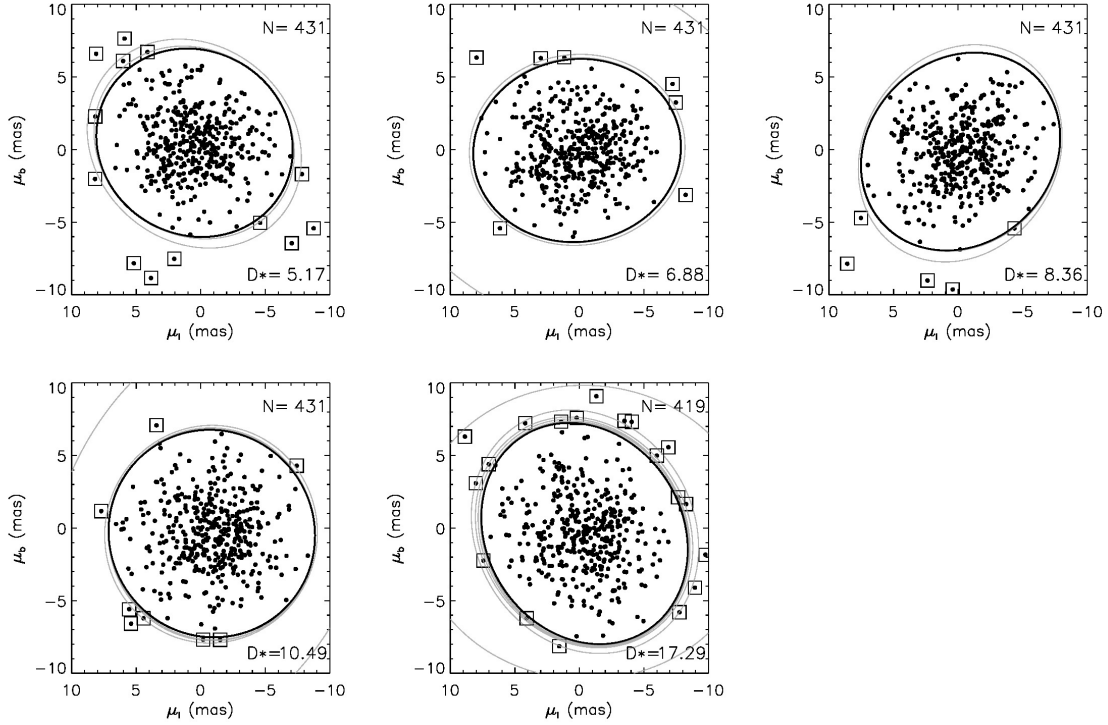 10
5
0
−5
−10
μb (mas)
N= 431
D*= 5.17
10 5 0 −5 −10
μl (mas)
10
5
0
−5
−10
μb (mas)
N= 431
D*= 6.88
10 5 0 −5 −10
μl (mas)
10
5
0
−5
−10
μb (mas)
N= 431
D*= 8.36
10 5 0 −5 −10
μl (mas)
10
5
0
−5
−10
μb (mas)
N= 431
D*=10.49
10 5 0 −5 −10
μl (mas)
10
5
0
−5
−10
μb (mas)
N= 419
D*=17.29
10 5 0 −5 −10
μl (mas)